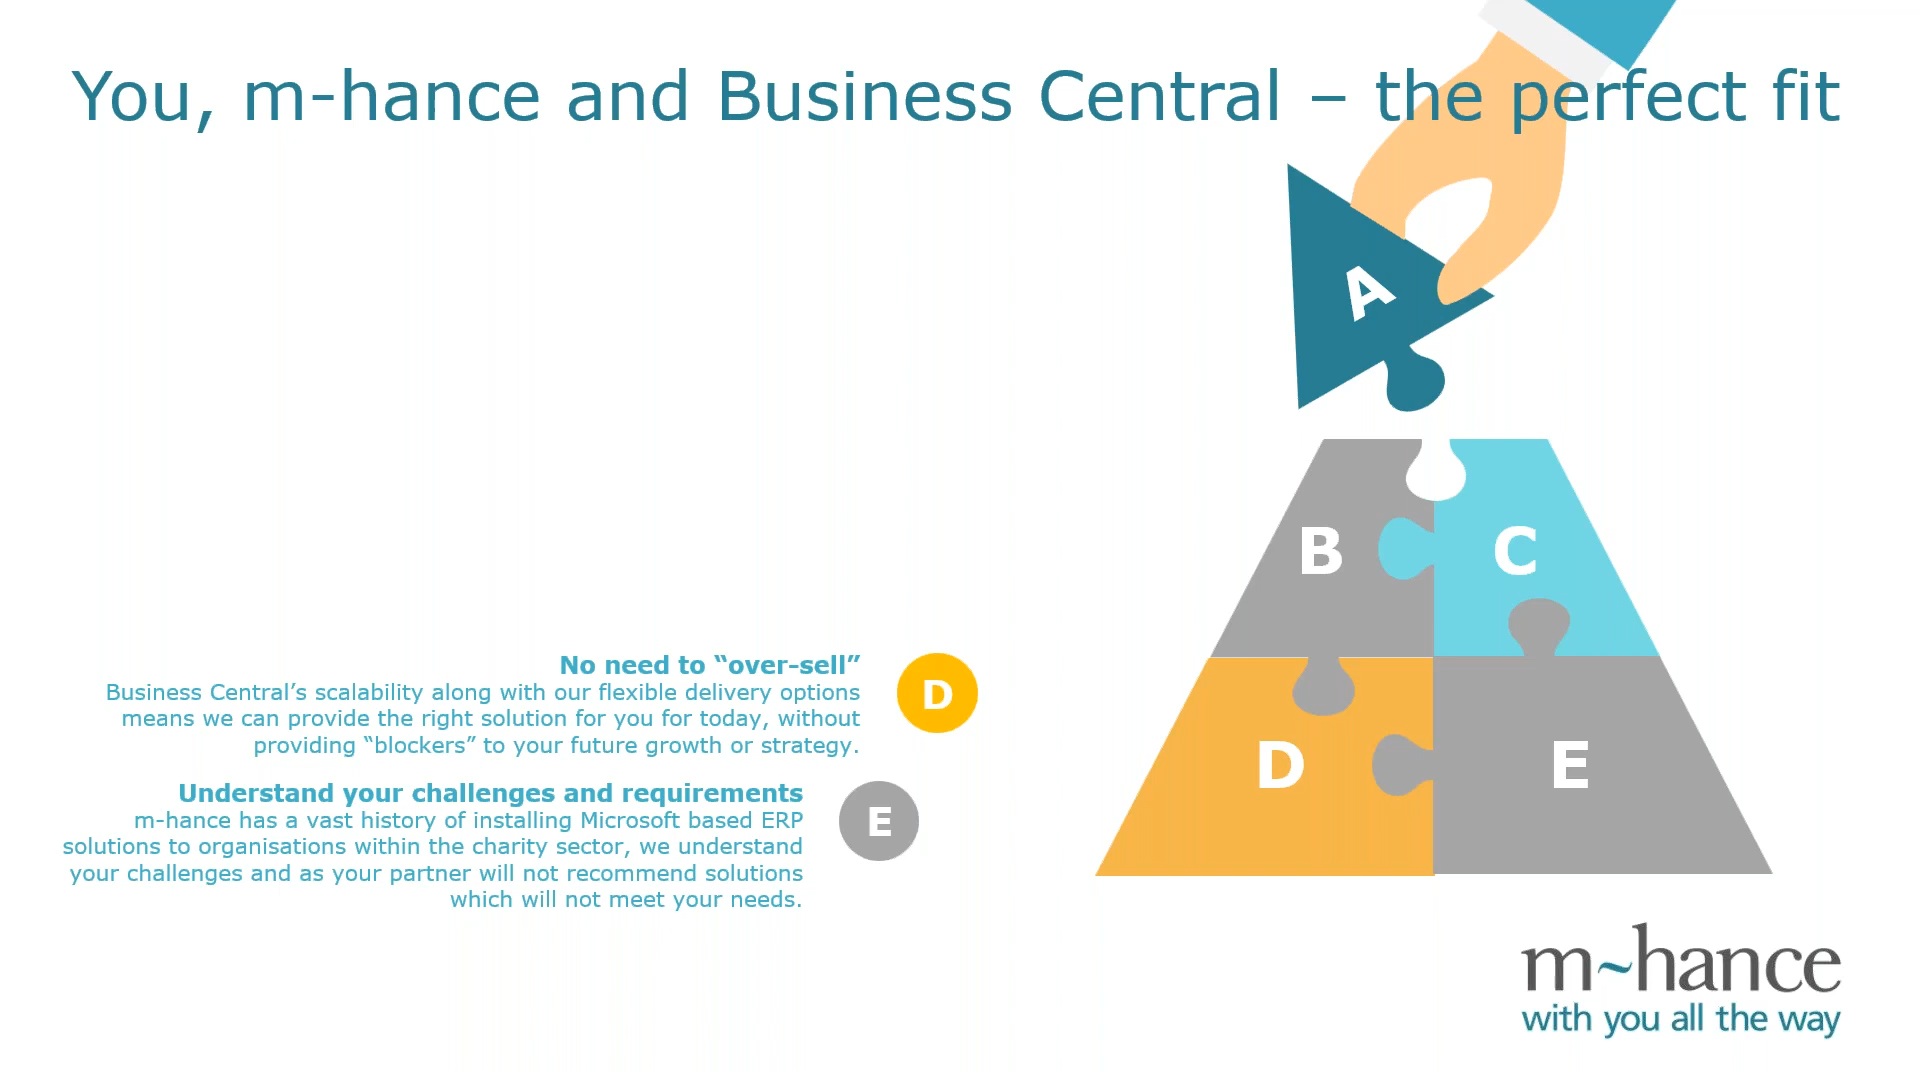 You, m-hance and Business Central – the perfect fit
A
B
C
No need to “over-sell”
Business Central’s scalability along with our flexible delivery options
means we can provide the right solution for you for today, without
providing “blockers” to your future growth or strategy.
D
D
E
Understand your challenges and requirements
m-hance has a vast history of installing Microsoft based ERP
solutions to organisations within the charity sector, we understand
your challenges and as your partner will not recommend solutions
which will not meet your needs.
E
m~hance
with you all the way